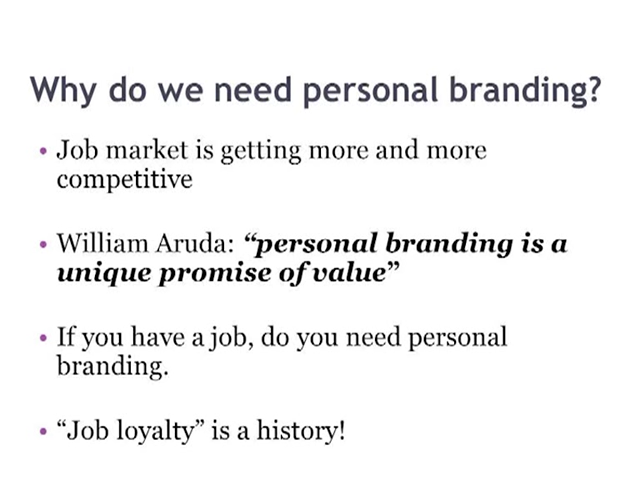 Why do we need personal branding?
• Job market is getting more and more
competitive
• William Aruda: “personal branding is a
unique promise of value”
• If you have a job, do you need personal
branding.
• “Job loyalty” is a history!